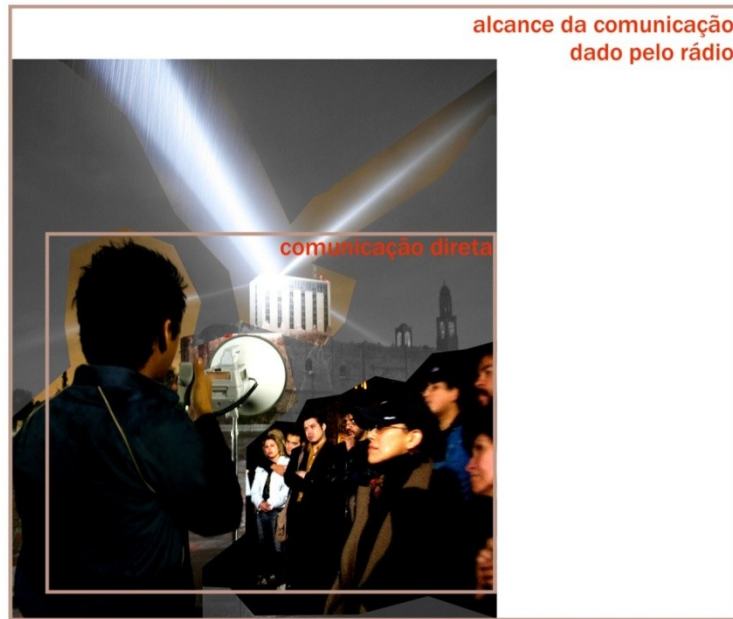 alcance da comunicação
dado pelo rádio
comunicação direta